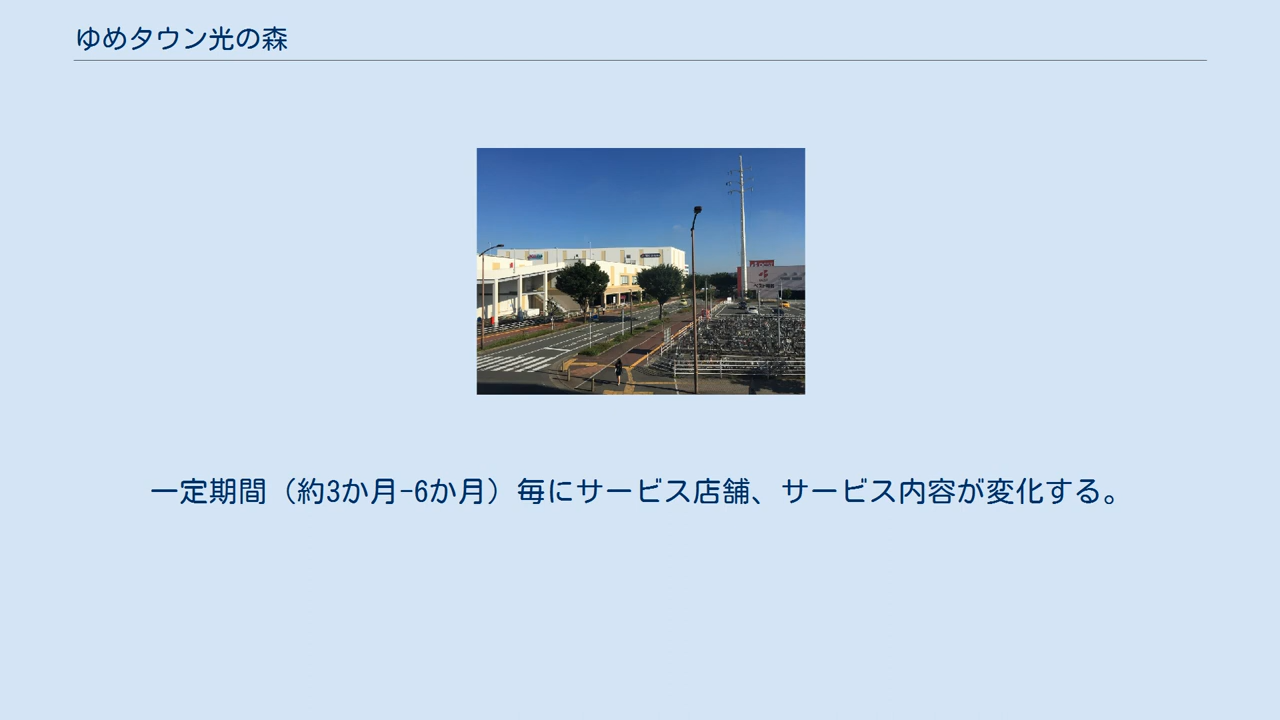 ゆめタウン光の森
一定期間（約3か月-6か月）毎にサービス店舗、サービス内容が変化する。